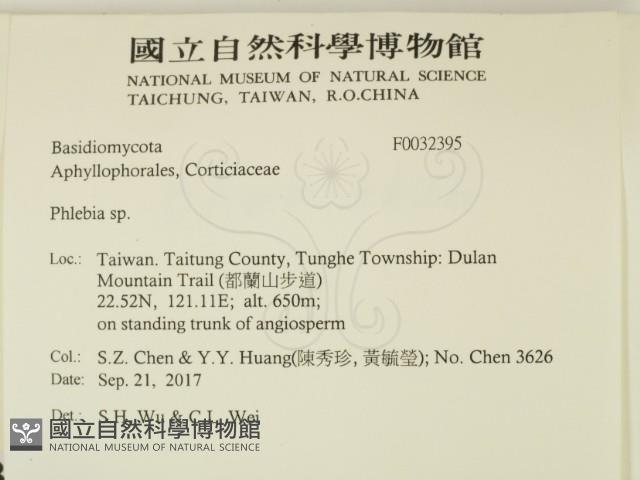 國立自然科學博物館
NATIONAL MUSEUM OF NATURAL SCIENCE
TAICHUNG, TAIWAN, R.O.CHINA
Basidiomycota F0032395
Aphyllophorales, Corticiaceae
Phlebia sp.
Loc.: Taiwan. Taitung County, Tunghe Township: Dulan
Mountain Trail (都蘭山步道)
22.52N, 121.11E; alt. 650m;
on standing trunk of angiosperm
Col.: S.Z. Chen & Y.Y. Huang(陳秀珍, 黃毓瑩); No. Chen 3626
Date: Sep. 21, 2017
Det.: S.H. Wu & C.L. Wei
國立自然科學博物館
NATIONAL MUSEUM OF NATURAL SCIENCE